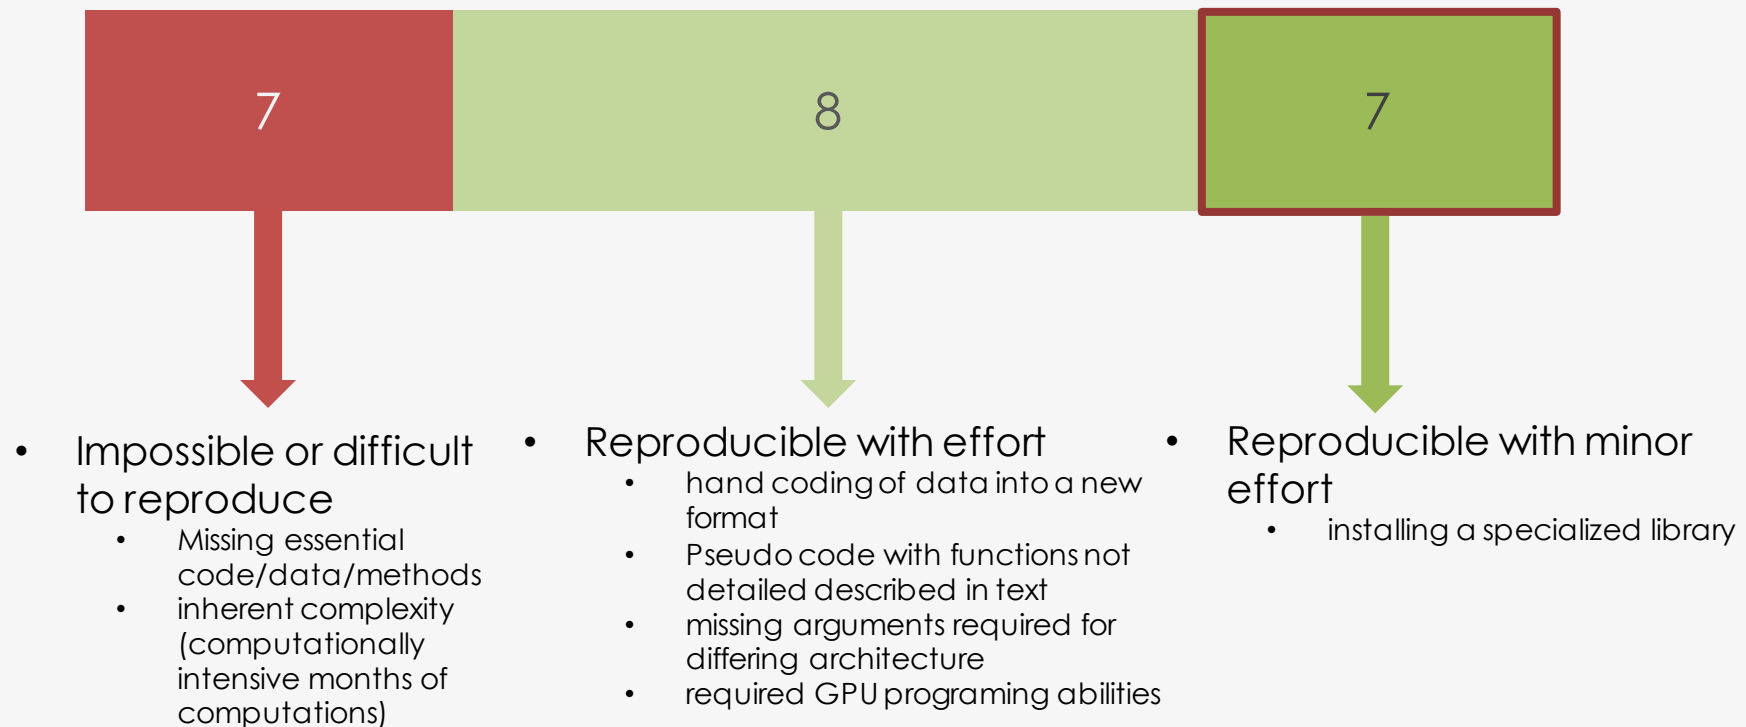 7
8
7
• Impossible or difficult
to reproduce
• Missing essential
code/data/methods
• inherent complexity
(computationally
intensive months of
computations)
• Reproducible with effort
• hand coding of data into a new
format
• Pseudo code with functions not
detailed described in text
• missing arguments required for
differing architecture
• required GPU programing abilities
• Reproducible with minor
effort
• installing a specialized library